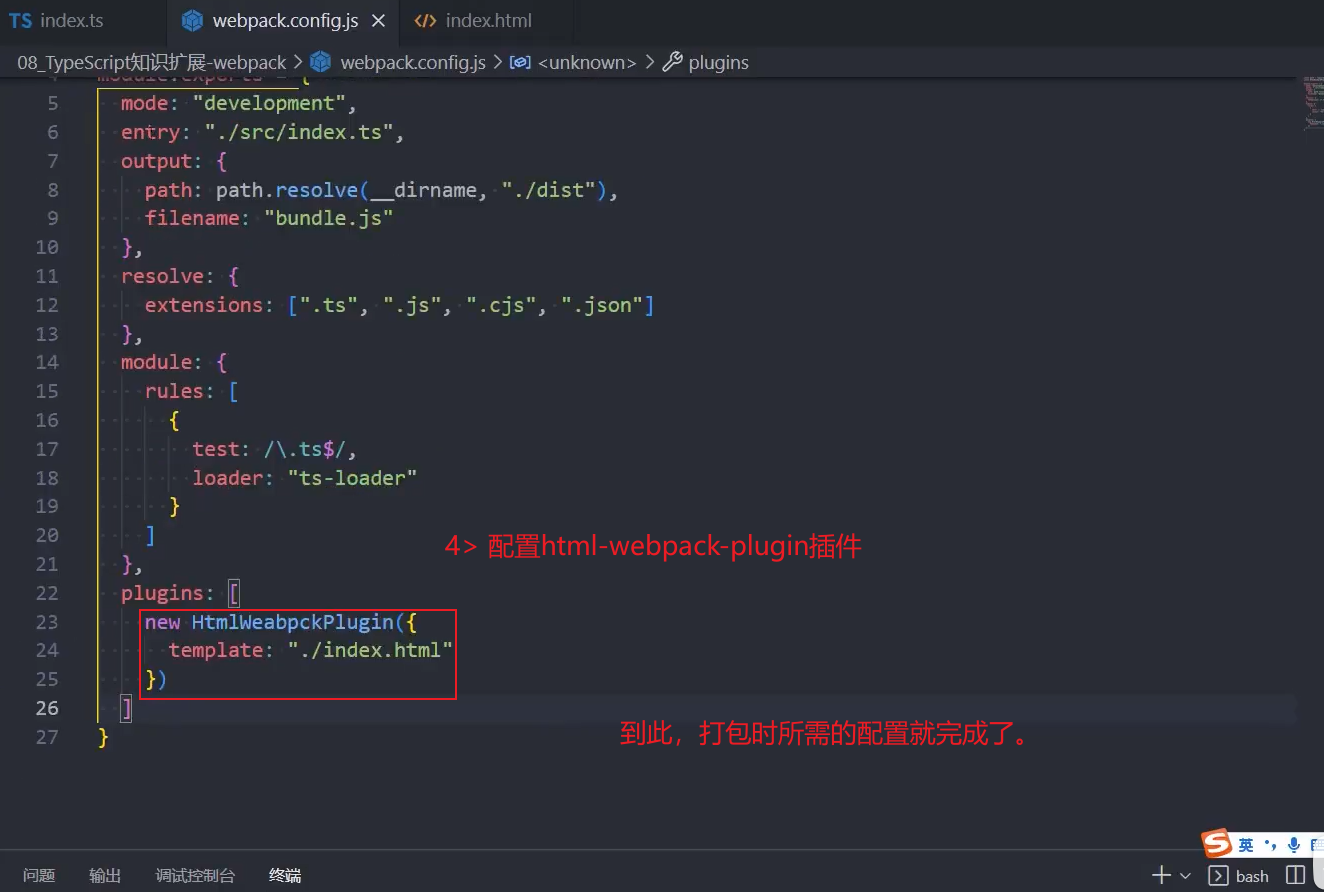 TS index.ts webpack.config.js × <> index.html
08_TypeScript知识扩展-webpack > webpack.config.js > <unknown> > plugins
module.exports = {
5 mode: "development",
6 entry: "./src/index.ts",
7 output: {
8 path: path.resolve(__dirname, "./dist"),
9 filename: "bundle.js"
10 },
11 resolve: {
12 extensions: [".ts", ".js", ".cjs", ".json"]
13 },
14 module: {
15 rules: [
16 {
17 test: /\.ts$/,
18 loader: "ts-loader"
19 }
20 ]
4> 配置html-webpack-plugin插件
21 },
22 plugins: [
23 new HtmlWeabpckPlugin({
24 template: "./index.html"
25 })
26 ]
到此，打包时所需的配置就完成了。
27 }
S 英
问题 输出 调试控制台 终端 bash